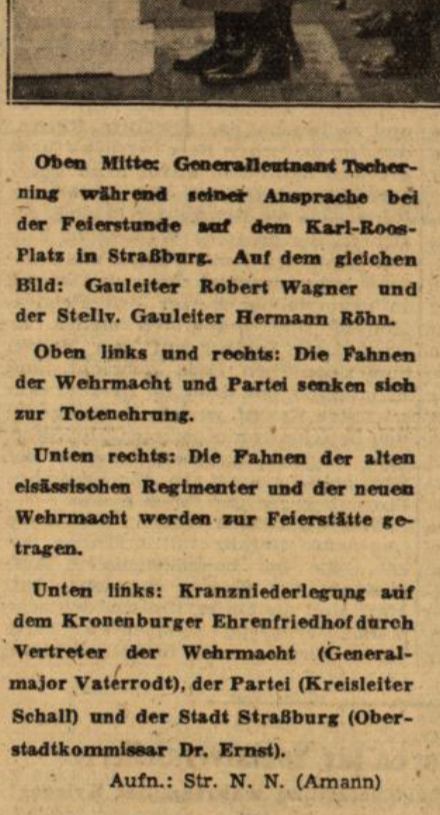 Oben Mitte: Generalleutnant Tscher-
ning während seiner Ansprache bei
der Feierstunde auf dem Karl-Roos-
Platz in Straßburg. Auf dem gleichen
Bild: Gauleiter Robert Wagner und
der Stellv. Gauleiter Hermann Röhn.
Oben links und rechts: Die Fahnen
der Wehrmacht und Partei senken sich
zur Totenehrung.
Unten rechts: Die Fahnen der alten
elsässischen Regimenter und der neuen
Wehrmacht werden zur Feierstätte ge-
tragen.
Unten links: Kranzniederlegung auf
dem Kronenburger Ehrenfriedhof durch
Vertreter der Wehrmacht (General-
major Vaterrodt), der Partei (Kreisleiter
Schall) und der Stadt Straßburg (Ober-
stadtkommissar Dr. Ernst).
Aufn.: Str. N. N. (Amann)